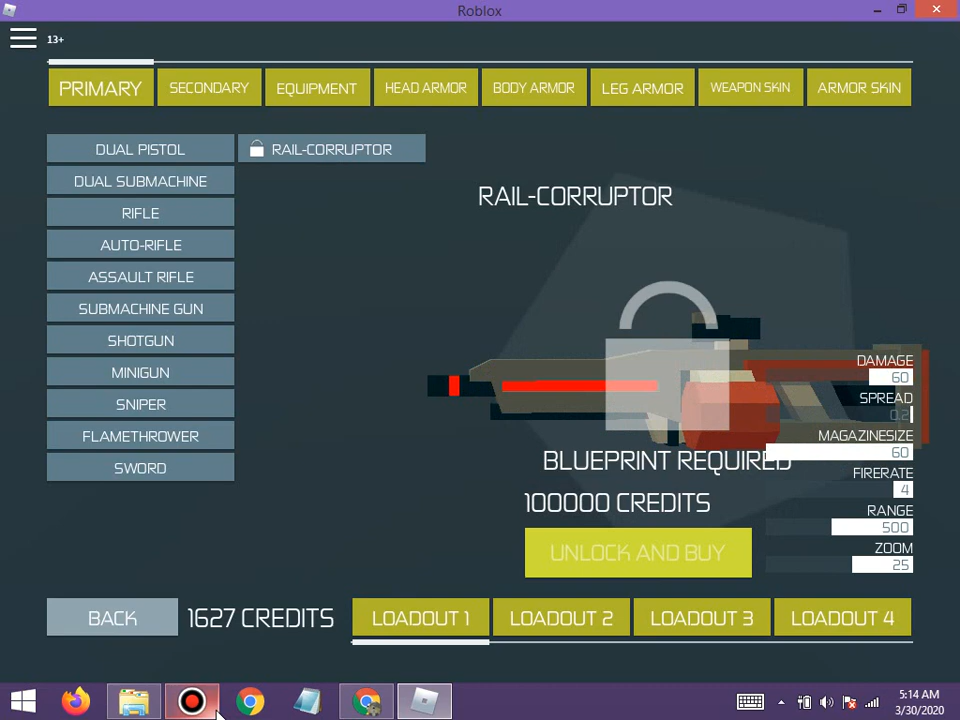 Roblox
13+
PRIMARY SECONDARY EQUIPMENT HEAD ARMOR BODY ARMOR LEG ARMOR WEAPON SKIN ARMOR SKIN
DUAL PISTOL
DUAL SUBMACHINE
RIFLE
AUTO-RIFLE
ASSAULT RIFLE
SUBMACHINE GUN
SHOTGUN
MINIGUN
SNIPER
FLAMETHROWER
SWORD
RAIL-CORRUPTOR
RAIL-CORRUPTOR
BLUEPRINT REQUIRED
100000 CREDITS
UNLOCK AND BUY
DAMAGE
60
SPREAD
0.2
MAGAZINESIZE
60
FIRERATE
4
RANGE
500
ZOOM
25
BACK 1627 CREDITS LOADOUT 1 LOADOUT 2 LOADOUT 3 LOADOUT 4
5:14 AM
3/30/2020